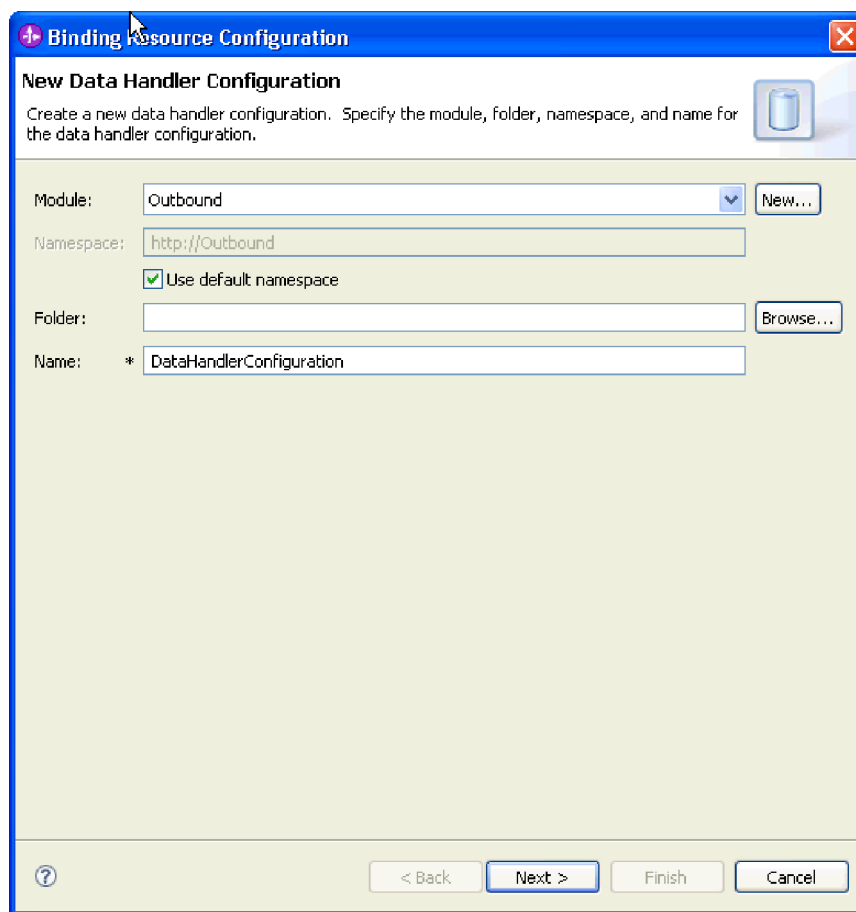 Binding Resource Configuration
New Data Handler Configuration
Create a new data handler configuration. Specify the module, folder, namespace, and name for
the data handler configuration.
Module: Outbound New...
Namespace: http://Outbound
Use default namespace
Folder: Browse...
Name: * DataHandlerConfiguration
? < Back Next > Finish Cancel